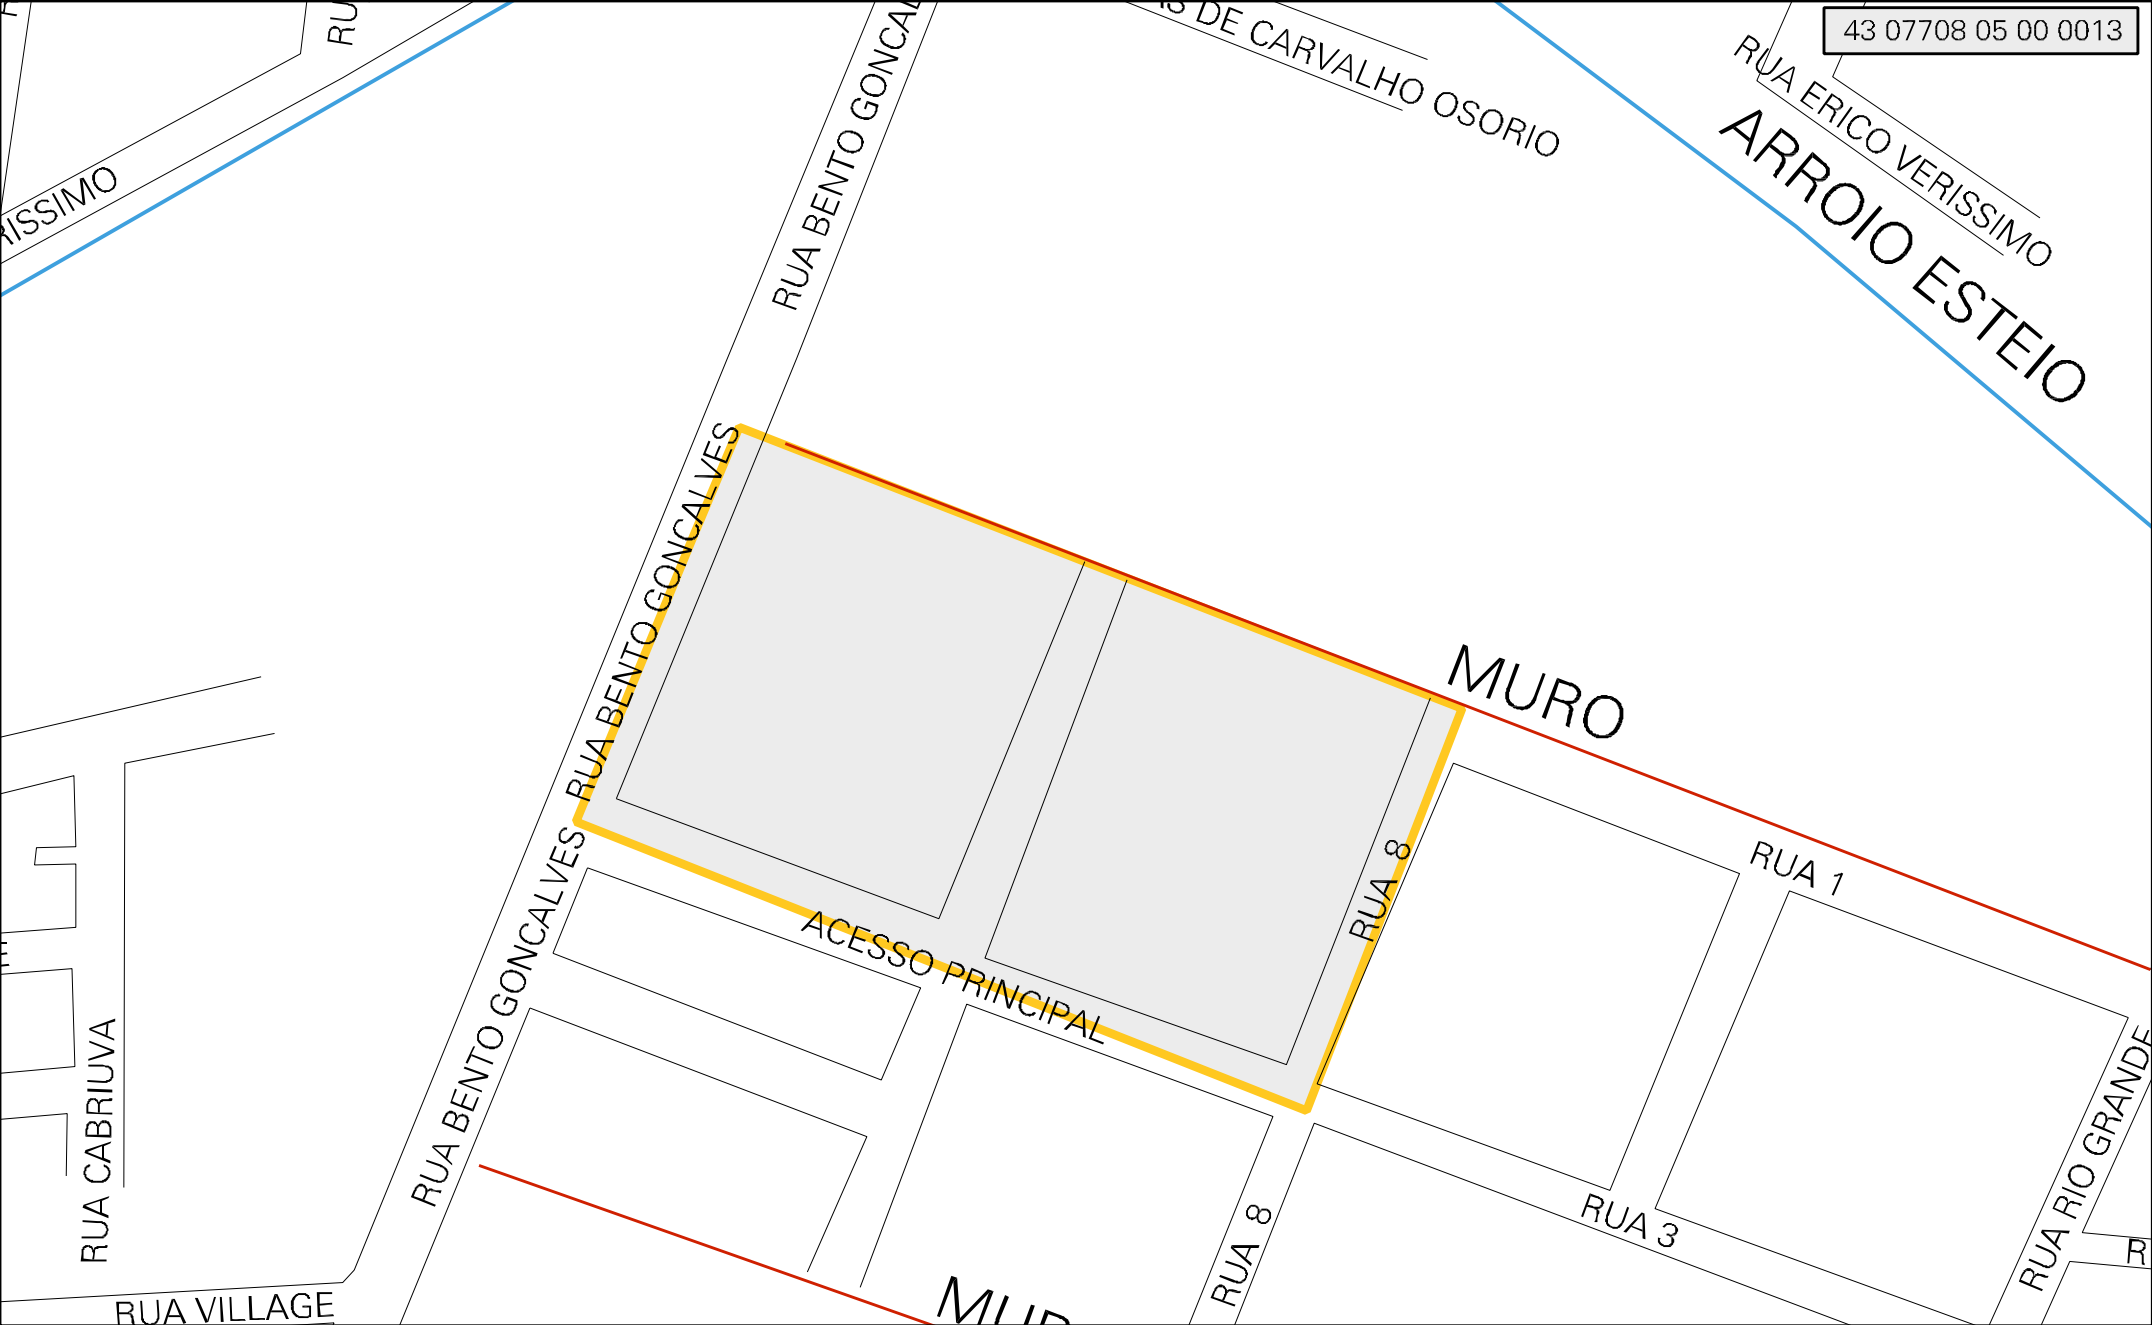 43 07708 05 00 0013
DE CARVALHO OSORIO
RUA ERICO VERISSIMO
ARROIO ESTEIO
RUA BENTO
RUA BENTO GONCALVES
MURO
RUA 8
RUA 1
ACESSO PRINCIPAL
RUA BENTO GONCALVES
RUA CABRIUVA
RUA RIO GRANDE
RUA 3
RUA 8
RUA VILLAGE